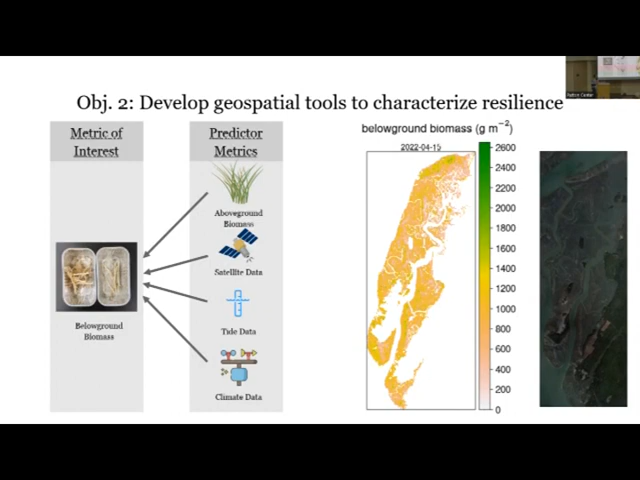 Obj. 2: Develop geospatial tools to characterize resilience
Metric of
Interest
Predictor
Metrics
Aboveground
Biomass
Satellite Data
Tide Data
Climate Data
Belowground
Biomass
belowground biomass (g m⁻²)
2022-04-15
2600
2400
2200
2000
1800
1600
1400
1200
1000
800
600
400
200
0